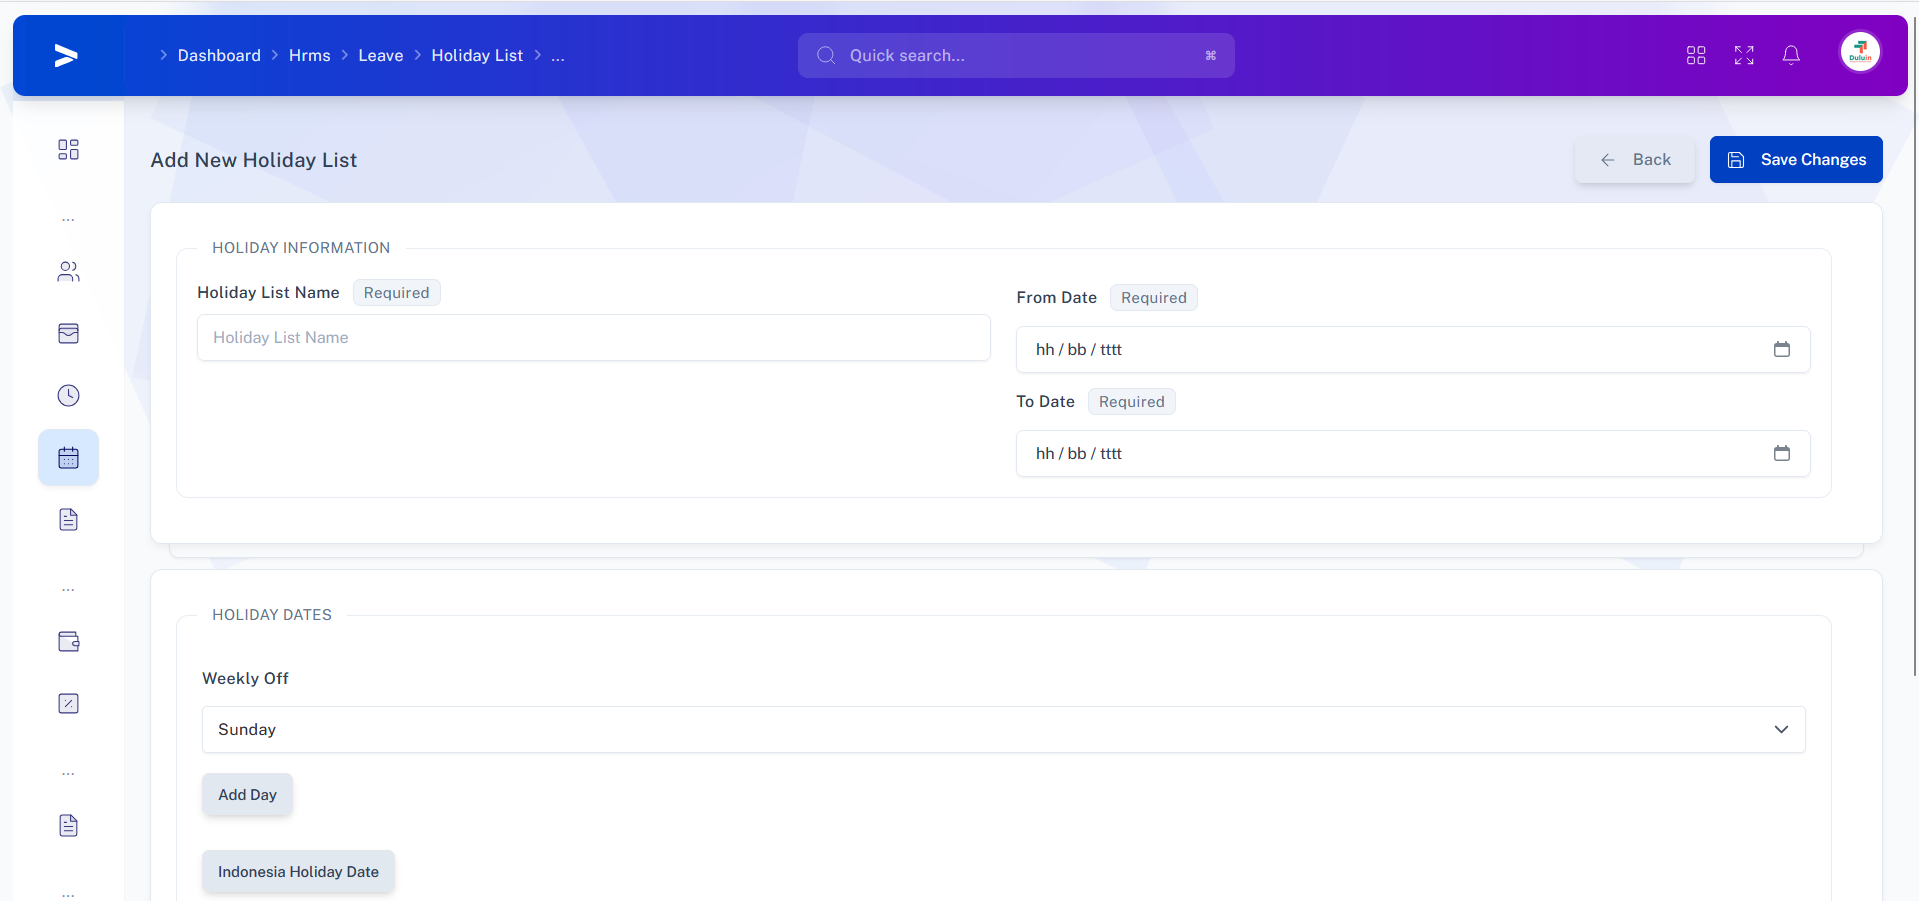 Dashboard Hrms Leave Holiday List ...
Quick search... ⌘
Duluin
Add New Holiday List
Back
Save Changes
...
HOLIDAY INFORMATION
Holiday List Name Required
Holiday List Name
From Date Required
hh / bb / tttt
To Date Required
hh / bb / tttt
...
HOLIDAY DATES
Weekly Off
Sunday
...
Add Day
Indonesia Holiday Date
...